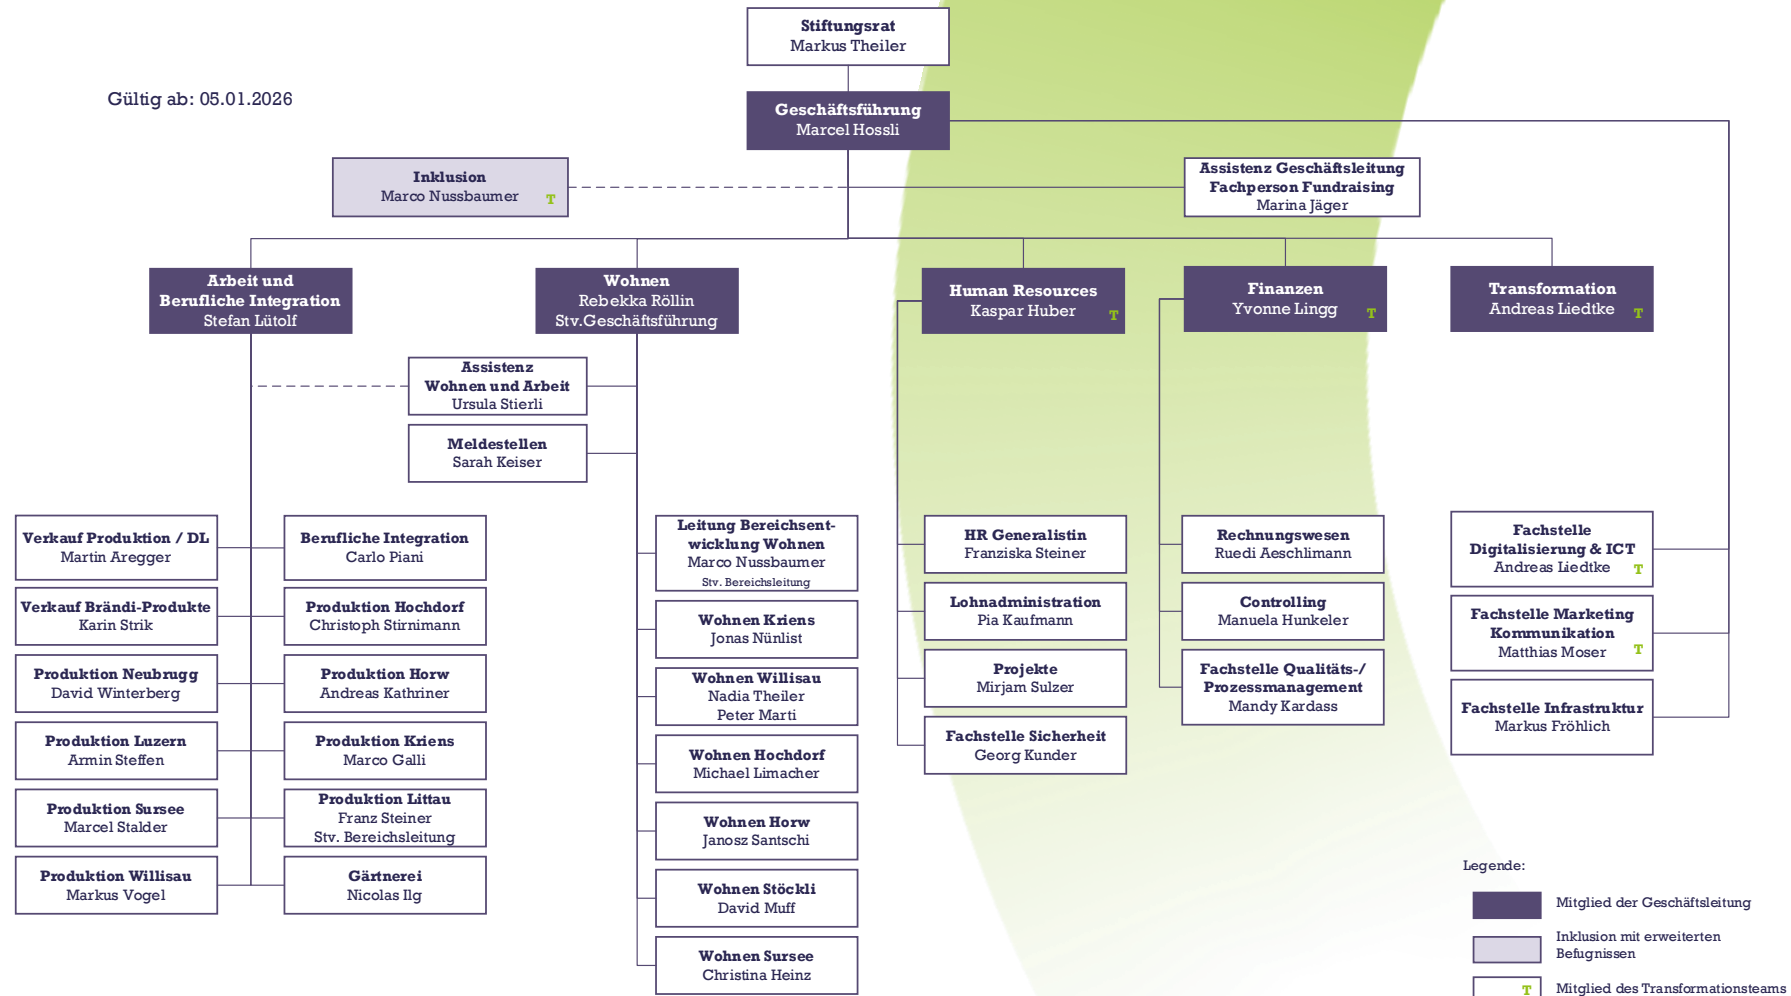 Stiftungsrat
Markus Theiler
Gültig ab: 05.01.2026
Geschäftsführung
Marcel Hossli
Inklusion
Marco Nussbaumer
T
Assistenz Geschäftsleitung
Fachperson Fundraising
Marina Jäger
Arbeit und
Berufliche Integration
Stefan Lütolf
Wohnen
Rebekka Röllin
Stv.Geschäftsführung
Human Resources
Kaspar Huber
T
Finanzen
Yvonne Lingg
T
Transformation
Andreas Liedtke
T
Assistenz
Wohnen und Arbeit
Ursula Stierli
Meldestellen
Sarah Keiser
Verkauf Produktion / DL
Martin Aregger
Verkauf Brändi-Produkte
Karin Strik
Produktion Neubrugg
David Winterberg
Produktion Luzern
Armin Steffen
Produktion Sursee
Marcel Stalder
Produktion Willisau
Markus Vogel
Berufliche Integration
Carlo Piani
Produktion Hochdorf
Christoph Stirnimann
Produktion Horw
Andreas Kathriner
Produktion Kriens
Marco Galli
Produktion Littau
Franz Steiner
Stv. Bereichsleitung
Gärtnerei
Nicolas Ilg
Leitung Bereichsent-
wicklung Wohnen
Marco Nussbaumer
Stv. Bereichsleitung
Wohnen Kriens
Jonas Nünlist
Wohnen Willisau
Nadia Theiler
Peter Marti
Wohnen Hochdorf
Michael Limacher
Wohnen Horw
Janosz Santschi
Wohnen Stöckli
David Muff
Wohnen Sursee
Christina Heinz
HR Generalistin
Franziska Steiner
Lohnadministration
Pia Kaufmann
Projekte
Mirjam Sulzer
Fachstelle Sicherheit
Georg Kunder
Rechnungswesen
Ruedi Aeschlimann
Controlling
Manuela Hunkeler
Fachstelle Qualitäts-/
Prozessmanagement
Mandy Kardass
Fachstelle
Digitalisierung & ICT
Andreas Liedtke
T
Fachstelle Marketing
Kommunikation
Matthias Moser
T
Fachstelle Infrastruktur
Markus Fröhlich
Legende:
Mitglied der Geschäftsleitung
Inklusion mit erweiterten
Befugnissen
T
Mitglied des Transformationsteams